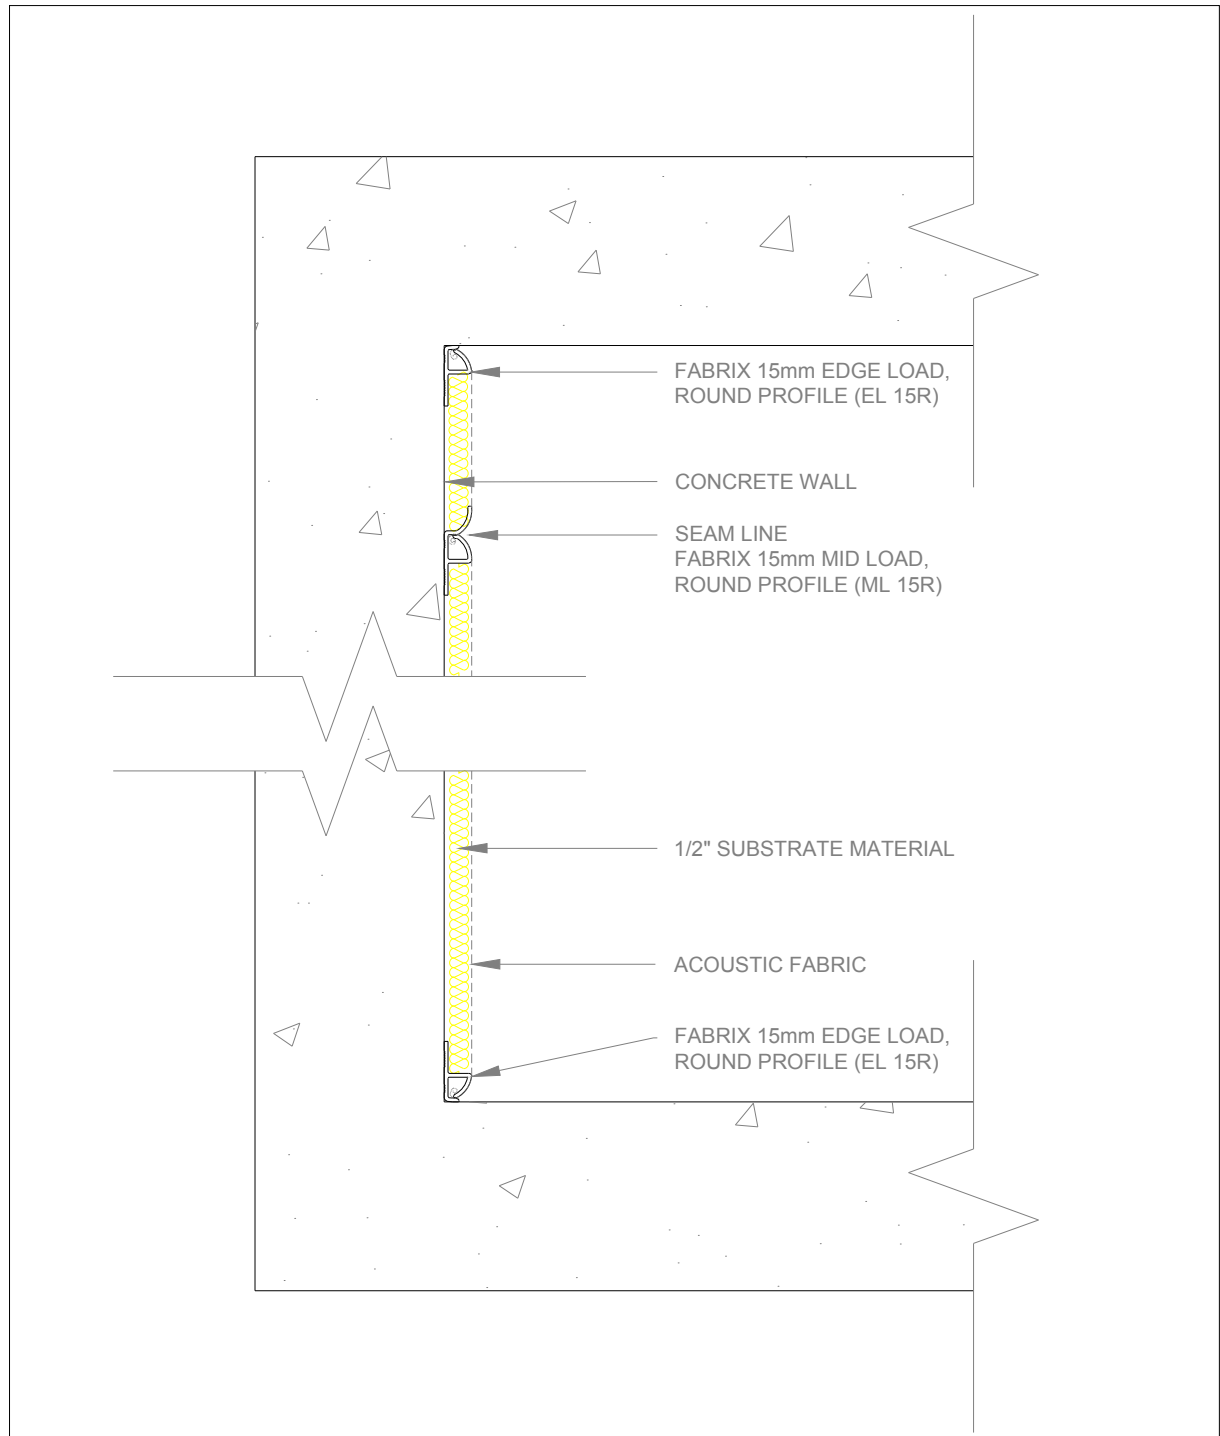 FABRIX 15mm EDGE LOAD,
ROUND PROFILE (EL 15R)
CONCRETE WALL
SEAM LINE
FABRIX 15mm MID LOAD,
ROUND PROFILE (ML 15R)
1/2" SUBSTRATE MATERIAL
ACOUSTIC FABRIC
FABRIX 15mm EDGE LOAD,
ROUND PROFILE (EL 15R)